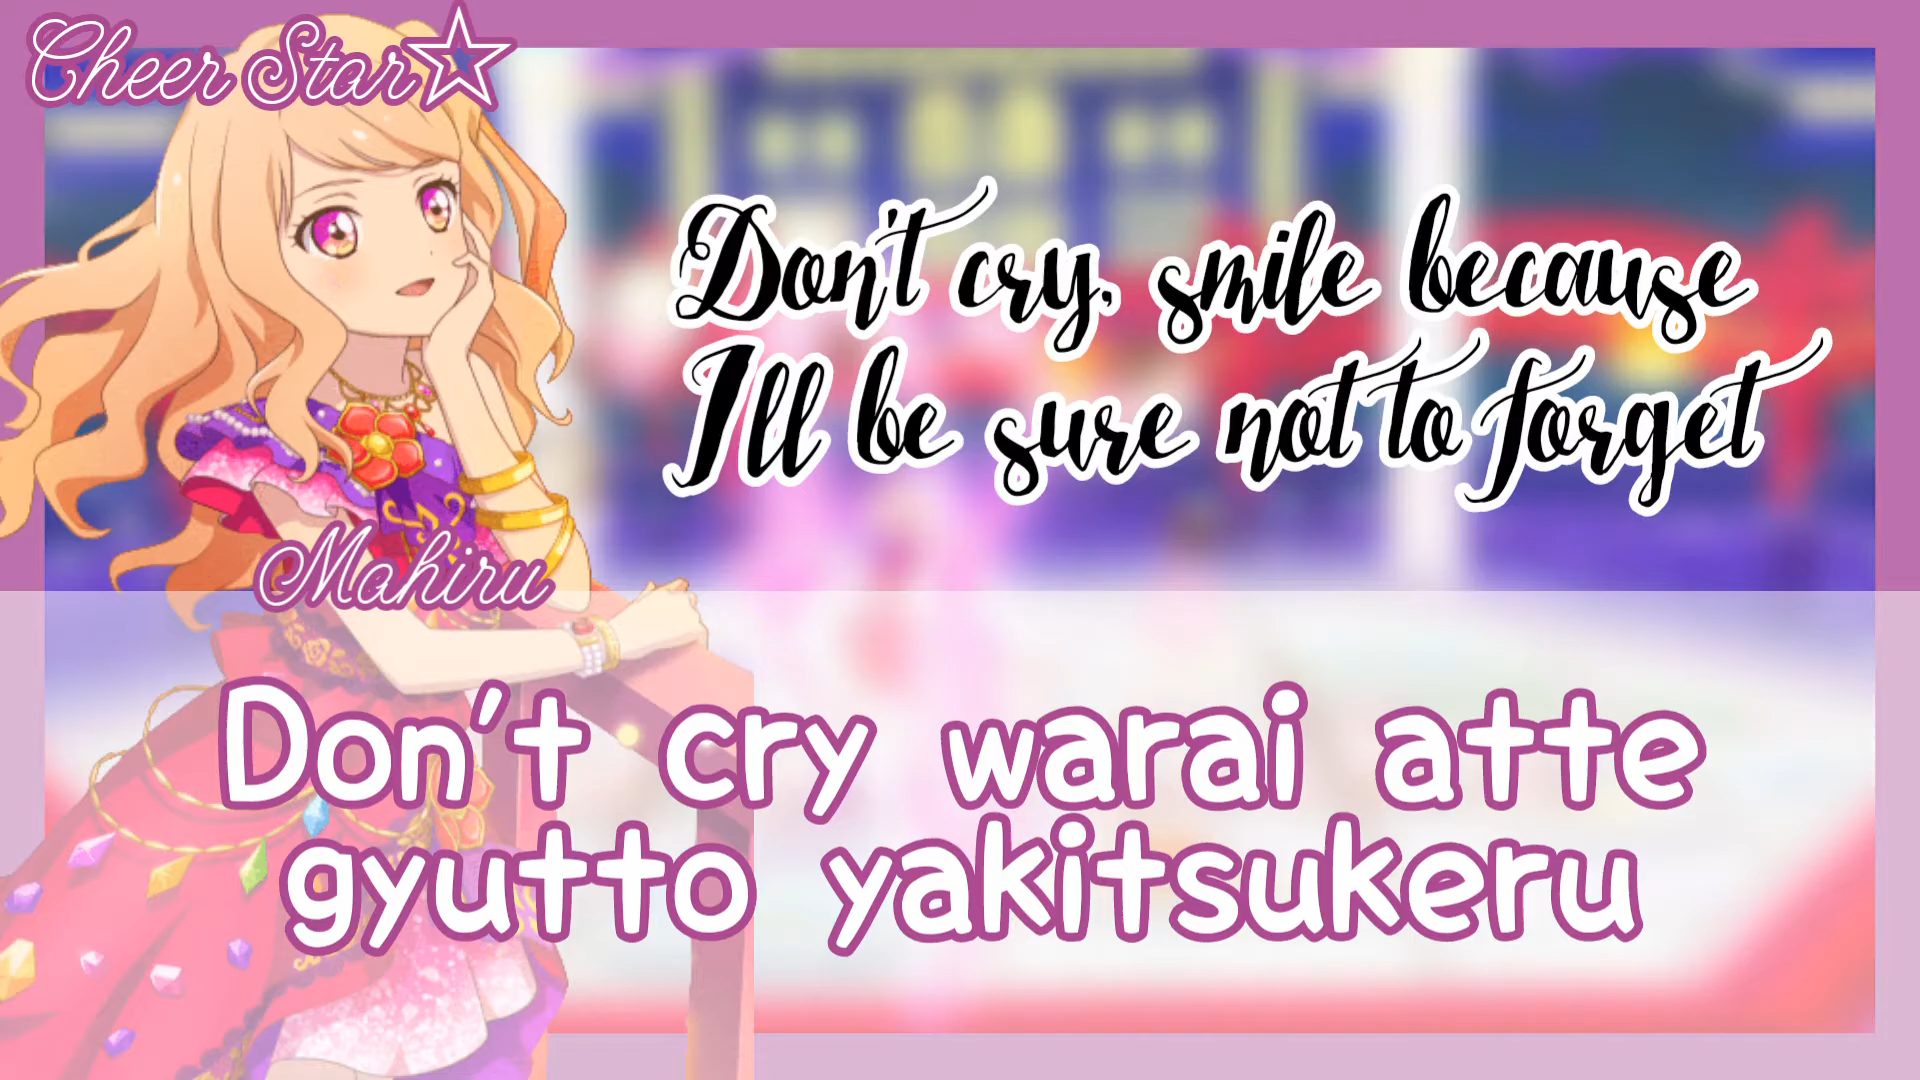 Cheer Star☆
Don't cry, smile because
I'll be sure not to forget
Mahiru
Don't cry warai atte
gyutto yakitsukeru